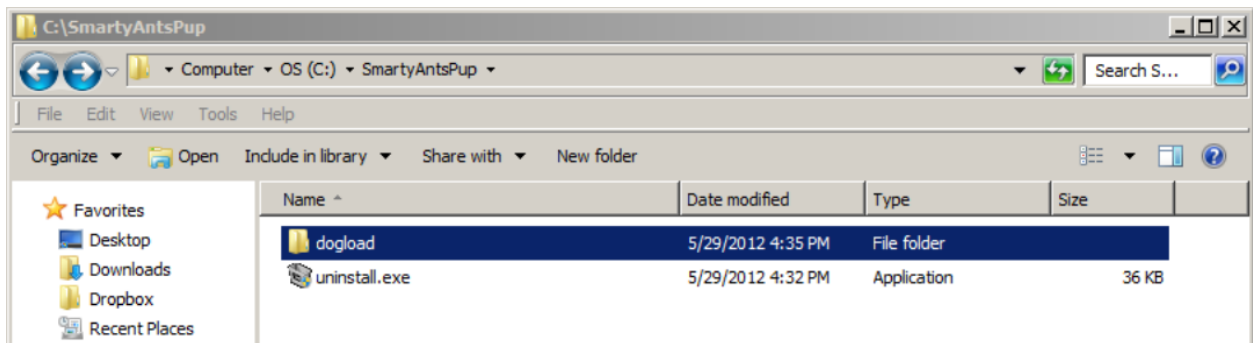 C:\SmartyAntsPup
Computer OS (C:) SmartyAntsPup Search S...
File Edit View Tools Help
Organize Open Include in library Share with New folder
Favorites
Desktop
Downloads
Dropbox
Recent Places
Name Date modified Type Size
dogload 5/29/2012 4:35 PM File folder
uninstall.exe 5/29/2012 4:32 PM Application 36 KB